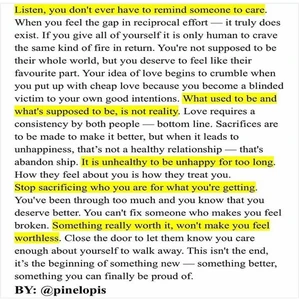 Listen, you don't ever have to remind someone to care.
When you feel the gap in reciprocal effort — it truly does
exist. If you give all of yourself it is only human to crave
the same kind of fire in return. You're not supposed to be
their whole world, but you deserve to feel like their
favourite part. Your idea of love begins to crumble when
you put up with cheap love because you become a blinded
victim to your own good intentions. What used to be and
what's supposed to be, is not reality. Love requires a
consistency by both people — bottom line. Sacrifices are
to be made to make it better, but when it leads to
unhappiness, that's not a healthy relationship — that's
abandon ship. It is unhealthy to be unhappy for too long.
How they feel about you is how they treat you.
Stop sacrificing who you are for what you're getting.
You've been through too much and you know that you
deserve better. You can't fix someone who makes you feel
broken. Something really worth it, won't make you feel
worthless. Close the door to let them know you care
enough about yourself to walk away. This isn't the end,
it's the beginning of something new — something better,
something you can finally be proud of.
BY: @pinelopis